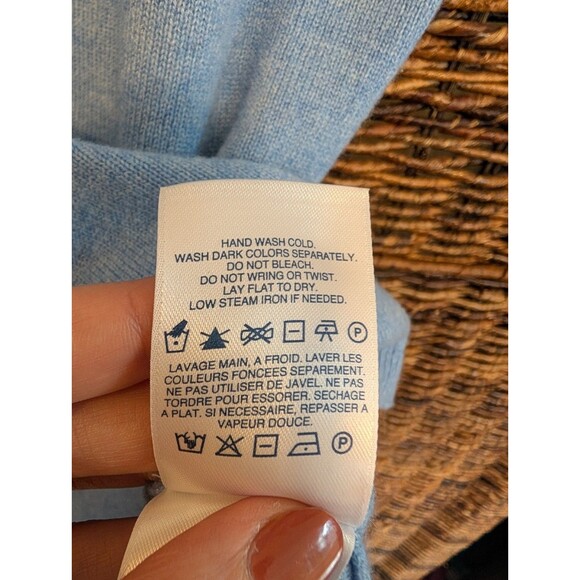 HAND WASH COLD.
WASH DARK COLORS SEPARATELY.
DO NOT BLEACH.
DO NOT WRING OR TWIST.
LAY FLAT TO DRY.
LOW STEAM IRON IF NEEDED.
P
LAVAGE MAIN, A FROID. LAVER LES
COULEURS FONCEES SEPAREMENT.
NE PAS UTILISER DE JAVEL. NE PAS
TORDRE POUR ESSORER. SECHAGE
A PLAT. SI NECESSAIRE, REPASSER A
VAPEUR DOUCE.
P